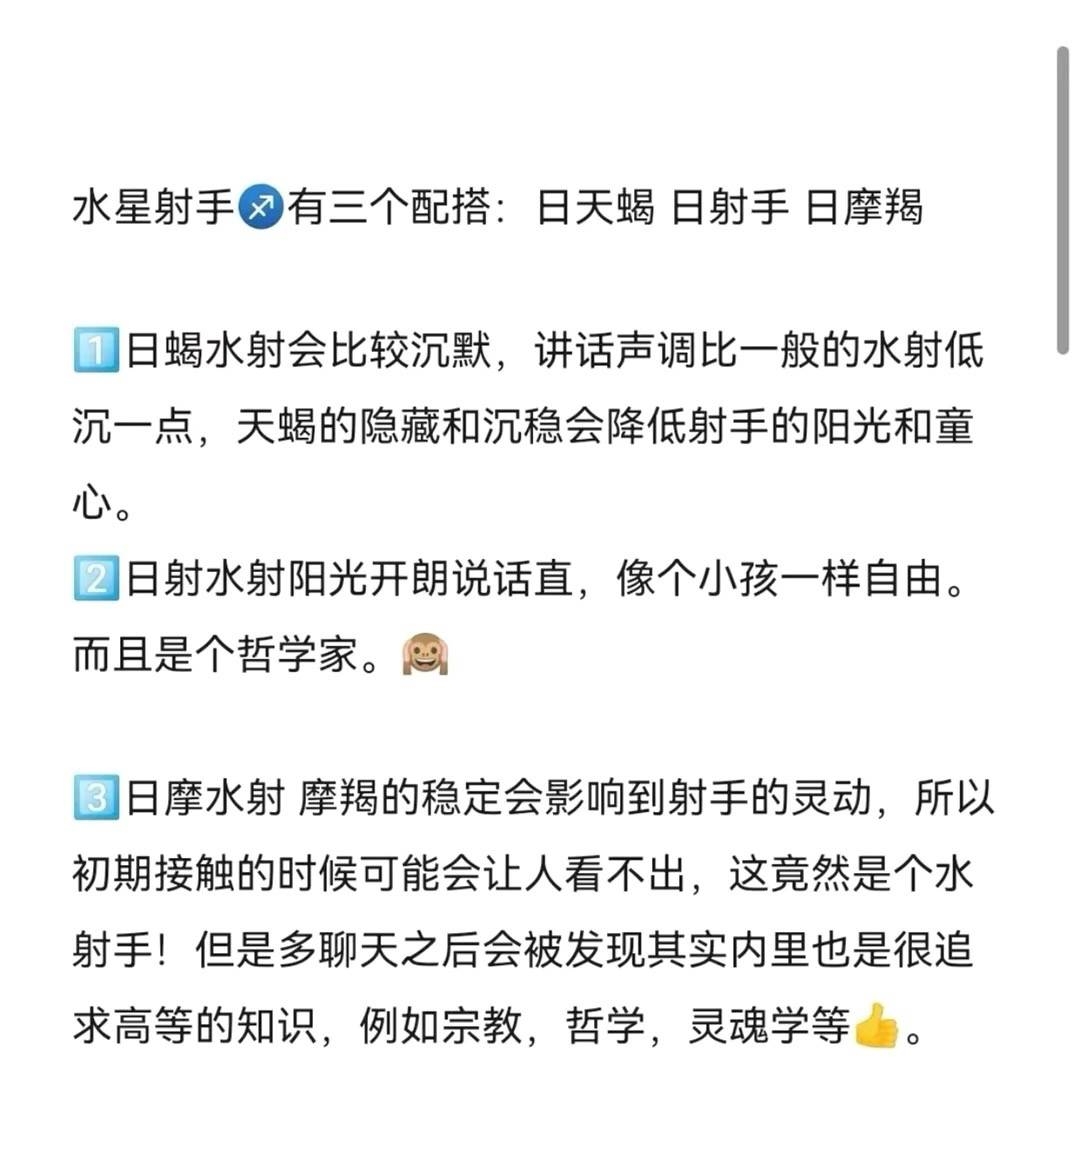 水星射手♐有三个配搭：日天蝎 日射手 日摩羯
1️⃣日蝎水射会比较沉默，讲话声调比一般的水射低
沉一点，天蝎的隐藏和沉稳会降低射手的阳光和童
心。
2️⃣日射水射阳光开朗说话直，像个小孩一样自由。
而且是个哲学家。🙉
3️⃣日摩水射 摩羯的稳定会影响到射手的灵动，所以
初期接触的时候可能会让人看不出，这竟然是个水
射手！但是多聊天之后会被发现其实内里也是很追
求高等的知识，例如宗教，哲学，灵魂学等👍。